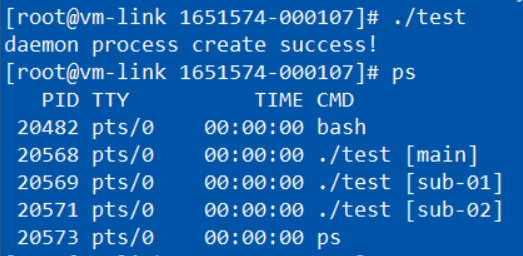 [root@vm-link 1651574-000107]# ./test
daemon process create success!
[root@vm-link 1651574-000107]# ps
PID TTY TIME CMD
20482 pts/0 00:00:00 bash
20568 pts/0 00:00:00 ./test [main]
20569 pts/0 00:00:00 ./test [sub-01]
20571 pts/0 00:00:00 ./test [sub-02]
20573 pts/0 00:00:00 ps